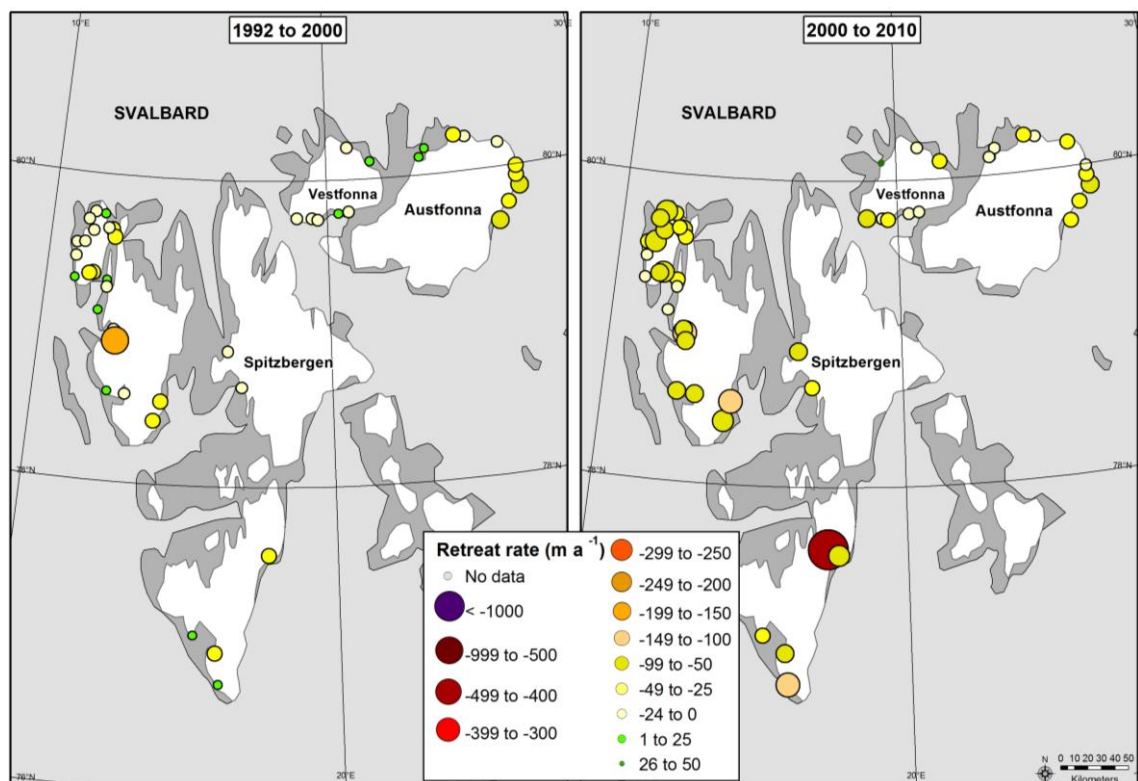 10°E
1992 to 2000
30°E
SVALBARD
80°N
80°N
Vestfonna
Austfonna
Spitzbergen
78°N
78°N
76°N
20°E
10°E
2000 to 2010
30°E
SVALBARD
80°N
80°N
Vestfonna
Austfonna
Spitzbergen
78°N
20°E
Retreat rate (m a -1)
No data
< -1000
-999 to -500
-499 to -400
-399 to -300
-299 to -250
-249 to -200
-199 to -150
-149 to -100
-99 to -50
-49 to -25
-24 to 0
1 to 25
26 to 50
N
0 10 20 30 40 50
Kilometers